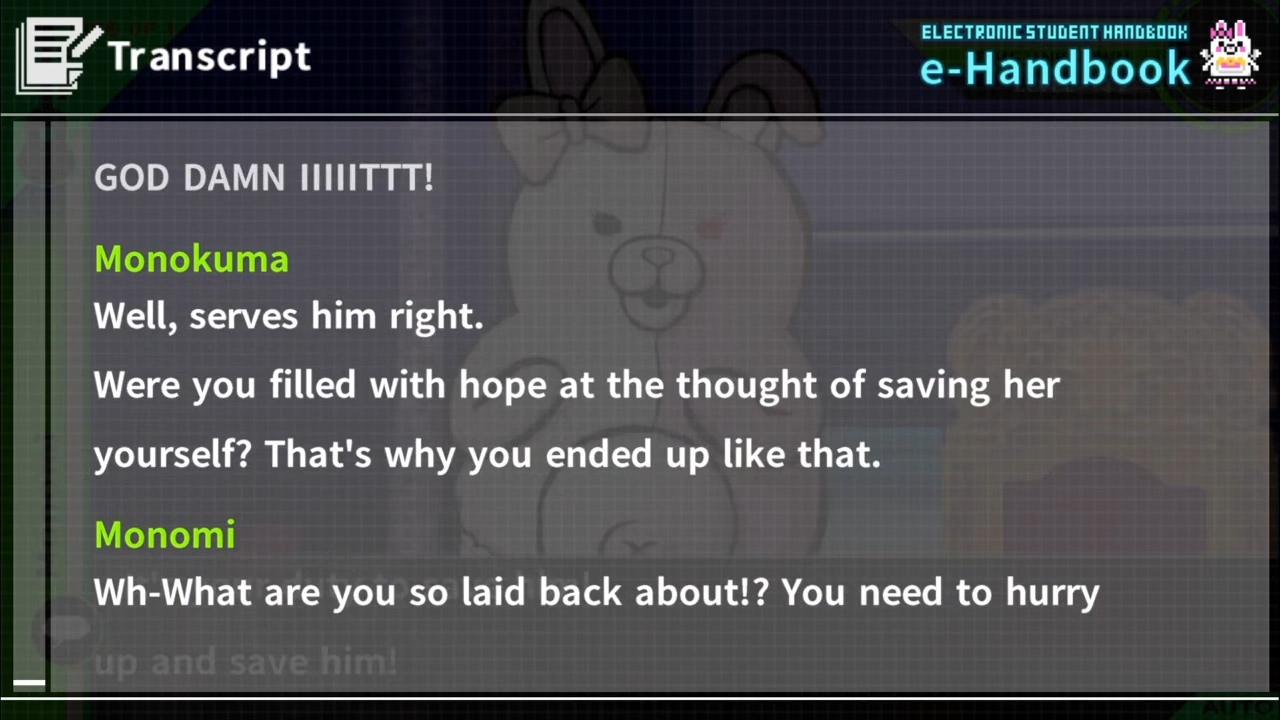 Transcript
ELECTRONIC STUDENT HANDBOOK
e-Handbook
GOD DAMN IIIIITTT!
Monokuma
Well, serves him right.
Were you filled with hope at the thought of saving her
yourself? That's why you ended up like that.
Monomi
Wh-What are you so laid back about!? You need to hurry
up and save him!
AUTO